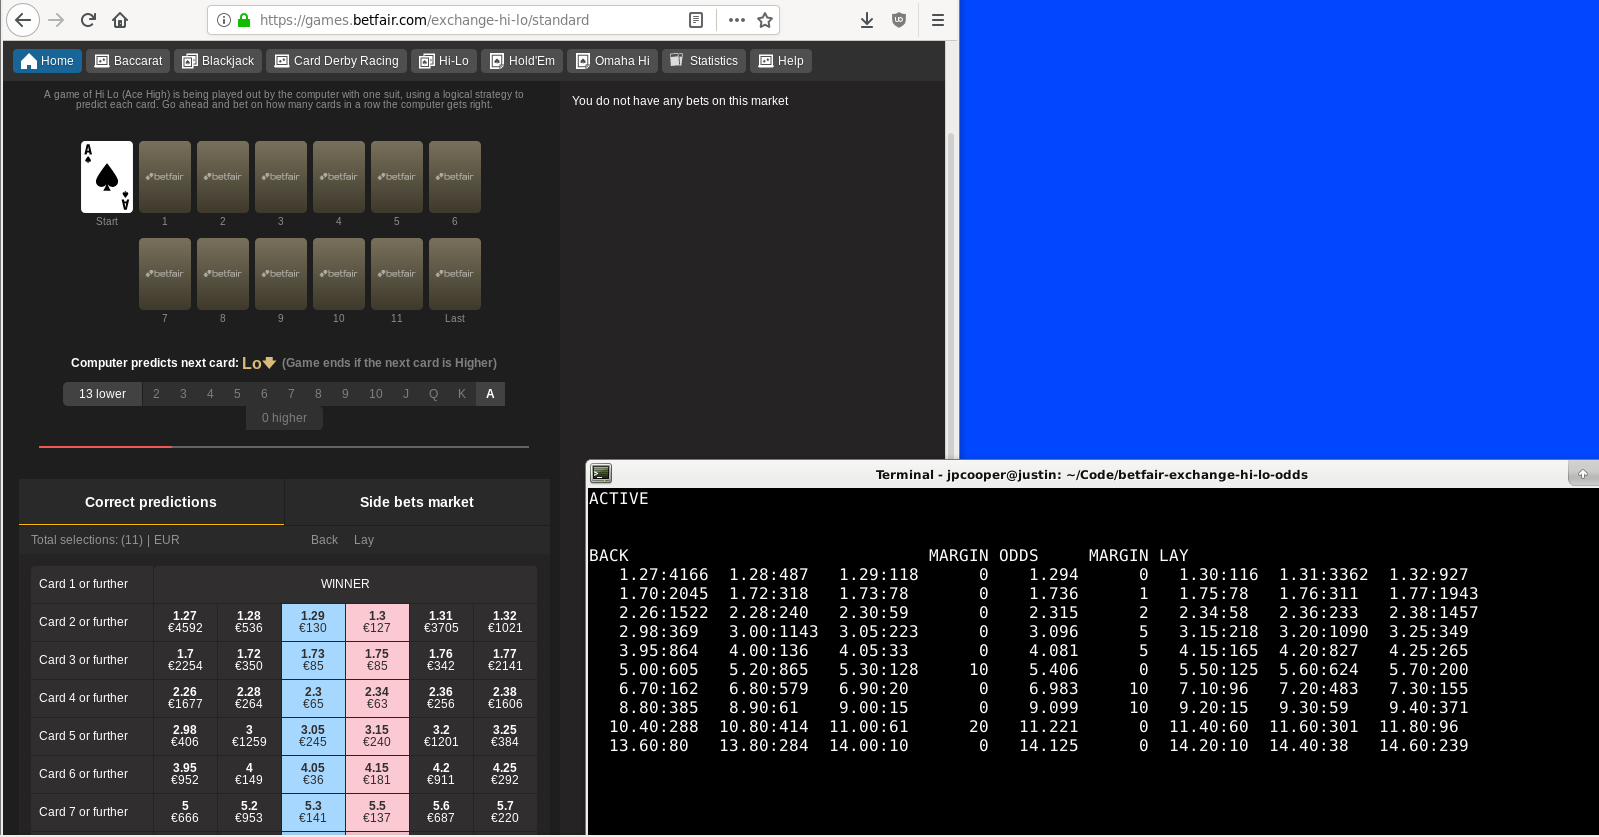 https://games.betfair.com/exchange-hi-lo/standard
Home Baccarat Blackjack Card Derby Racing Hi-Lo Hold'Em Omaha Hi Statistics Help
A game of Hi Lo (Ace High) is being played out by the computer with one suit, using a logical strategy to
predict each card. Go ahead and bet on how many cards in a row the computer gets right.
You do not have any bets on this market
A
A
betfair betfair betfair betfair betfair betfair
Start 1 2 3 4 5 6
betfair betfair betfair betfair betfair betfair
7 8 9 10 11 Last
Computer predicts next card: Lo (Game ends if the next card is Higher)
13 lower 2 3 4 5 6 7 8 9 10 J Q K A
0 higher
Correct predictions Side bets market
Total selections: (11) | EUR Back Lay
Card 1 or further WINNER
Card 2 or further 1.27 1.28 1.29 1.3 1.31 1.32
€4592 €536 €130 €127 €3705 €1021
Card 3 or further 1.7 1.72 1.73 1.75 1.76 1.77
€2254 €350 €85 €85 €342 €2141
Card 4 or further 2.26 2.28 2.3 2.34 2.36 2.38
€1677 €264 €65 €63 €256 €1606
Card 5 or further 2.98 3 3.05 3.15 3.2 3.25
€406 €1259 €245 €240 €1201 €384
Card 6 or further 3.95 4 4.05 4.15 4.2 4.25
€952 €149 €36 €181 €911 €292
Card 7 or further 5 5.2 5.3 5.5 5.6 5.7
€666 €953 €141 €137 €687 €220
Terminal - jpcooper@justin: ~/Code/betfair-exchange-hi-lo-odds
ACTIVE
BACK MARGIN ODDS MARGIN LAY
1.27:4166 1.28:487 1.29:118 0 1.294 0 1.30:116 1.31:3362 1.32:927
1.70:2045 1.72:318 1.73:78 0 1.736 1 1.75:78 1.76:311 1.77:1943
2.26:1522 2.28:240 2.30:59 0 2.315 2 2.34:58 2.36:233 2.38:1457
2.98:369 3.00:1143 3.05:223 0 3.096 5 3.15:218 3.20:1090 3.25:349
3.95:864 4.00:136 4.05:33 0 4.081 5 4.15:165 4.20:827 4.25:265
5.00:605 5.20:865 5.30:128 10 5.406 0 5.50:125 5.60:624 5.70:200
6.70:162 6.80:579 6.90:20 0 6.983 10 7.10:96 7.20:483 7.30:155
8.80:385 8.90:61 9.00:15 0 9.099 10 9.20:15 9.30:59 9.40:371
10.40:288 10.80:414 11.00:61 20 11.221 0 11.40:60 11.60:301 11.80:96
13.60:80 13.80:284 14.00:10 0 14.125 0 14.20:10 14.40:38 14.60:239